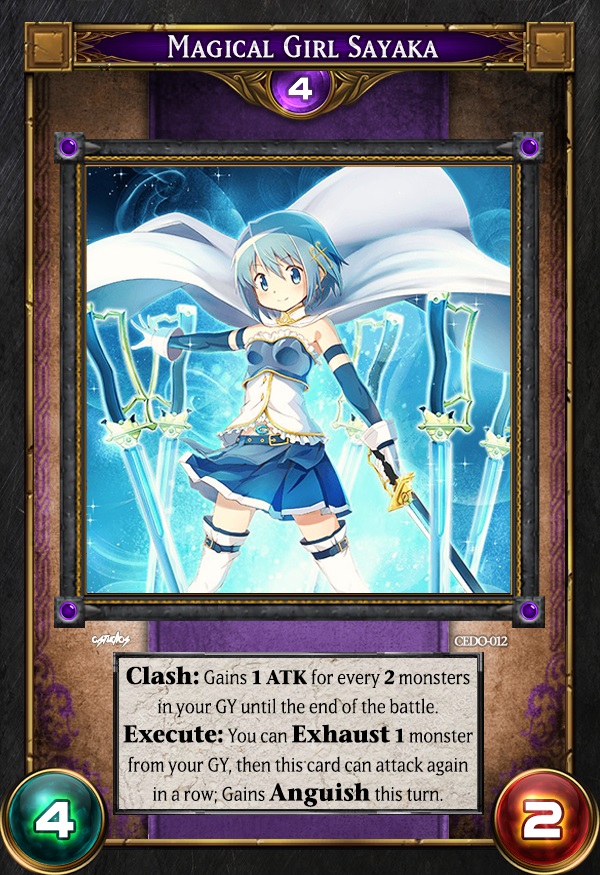 Magical Girl Sayaka
4
cstudios
CEDO-012
Clash: Gains 1 ATK for every 2 monsters
in your GY until the end of the battle.
Execute: You can Exhaust 1 monster
from your GY, then this card can attack again
in a row; Gains Anguish this turn.
4
2